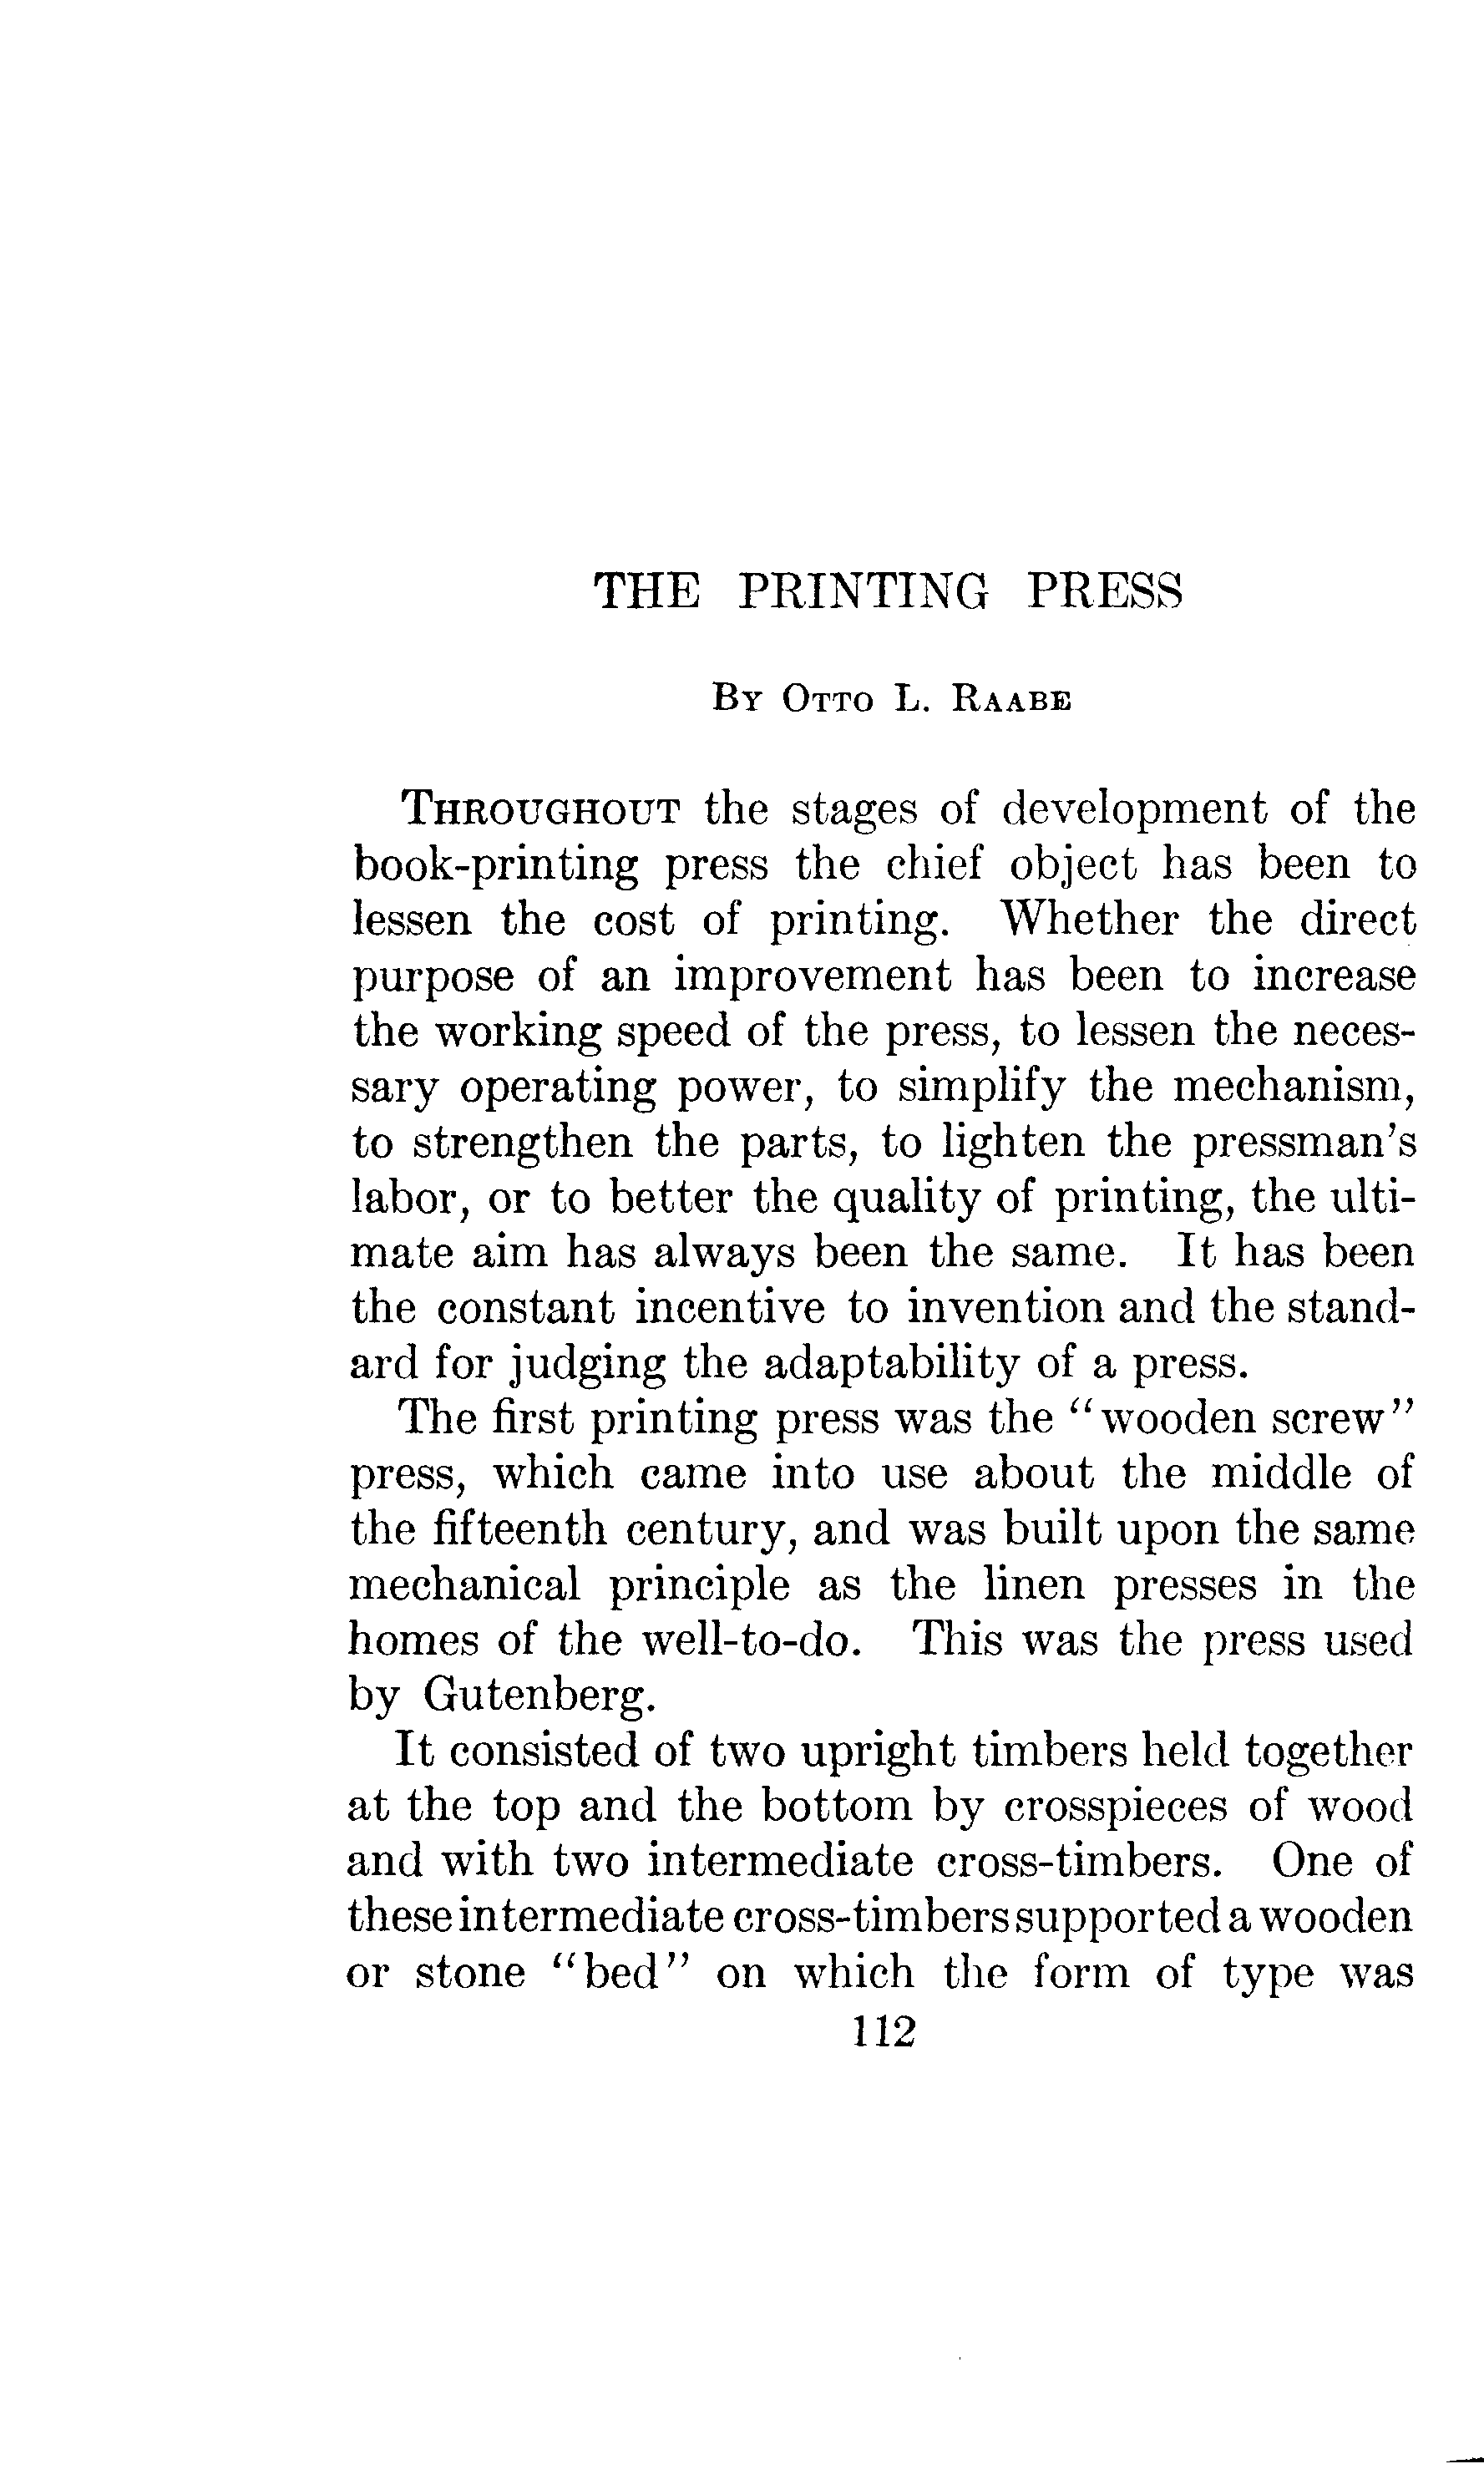 THE PRINTING PRESS
By Otto L. Raabe
Throughout the stages of development of the
book-printing press the chief object has been to
lessen the cost of printing. Whether the direct
purpose of an improvement has been to increase
the working speed of the press, to lessen the neces-
sary operating power, to simplify the mechanism,
to strengthen the parts, to lighten the pressman's
labor, or to better the quality of printing, the ulti-
mate aim has always been the same. It has been
the constant incentive to invention and the stand-
ard for judging the adaptability of a press.
The first printing press was the “wooden screw”
press, which came into use about the middle of
the fifteenth century, and was built upon the same
mechanical principle as the linen presses in the
homes of the well-to-do. This was the press used
by Gutenberg.
It consisted of two upright timbers held together
at the top and the bottom by crosspieces of wood
and with two intermediate cross-timbers. One of
these intermediate cross-timbers supported a wooden
or stone “bed” on which the form of type was
112